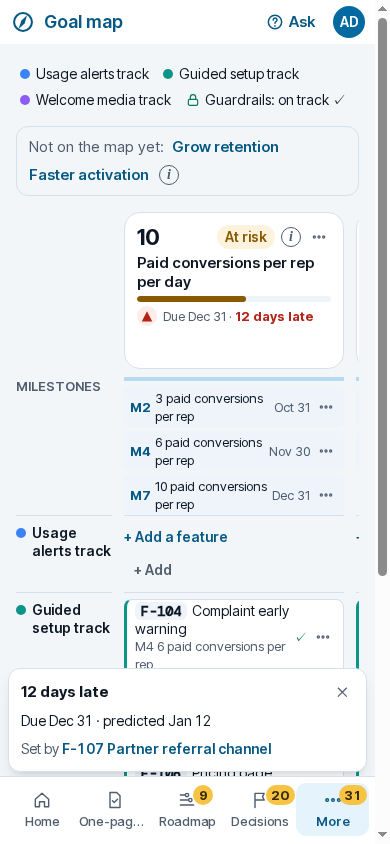 Goal map
Ask
AD
Usage alerts track
Guided setup track
Welcome media track
Guardrails: on track ✓
Not on the map yet: Grow retention
Faster activation i
10
At risk
i
•••
Paid conversions per rep
per day
Due Dec 31 · 12 days late
MILESTONES
M2 3 paid conversions
per rep
Oct 31 •••
M4 6 paid conversions
per rep
Nov 30 •••
M7 10 paid conversions
per rep
Dec 31 •••
Usage
alerts track
+ Add a feature
+ Add
Guided
setup track
F-104 Complaint early
warning
M4 6 paid conversions per
rep
✓ •••
12 days late
Due Dec 31 · predicted Jan 12
Set by F-107 Partner referral channel
Home
One-pag…
Roadmap
9
Decisions
20
More
31